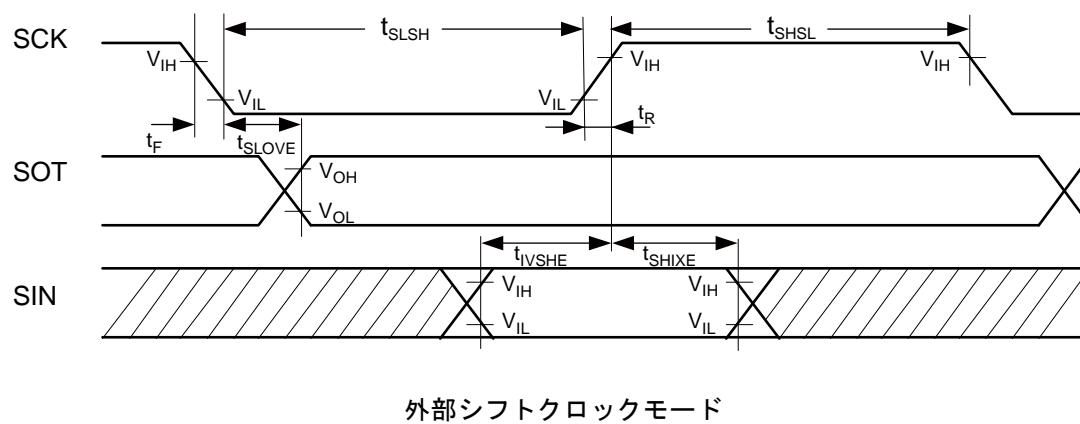 SCK
tSLSH
tSHSL
VIH
VIL
VIL
VIH
VIH
tF
tSLOVE
tR
SOT
VOH
VOL
tIVSHE
tSHIXE
SIN
VIH
VIL
VIH
VIL
外部シフトクロックモード